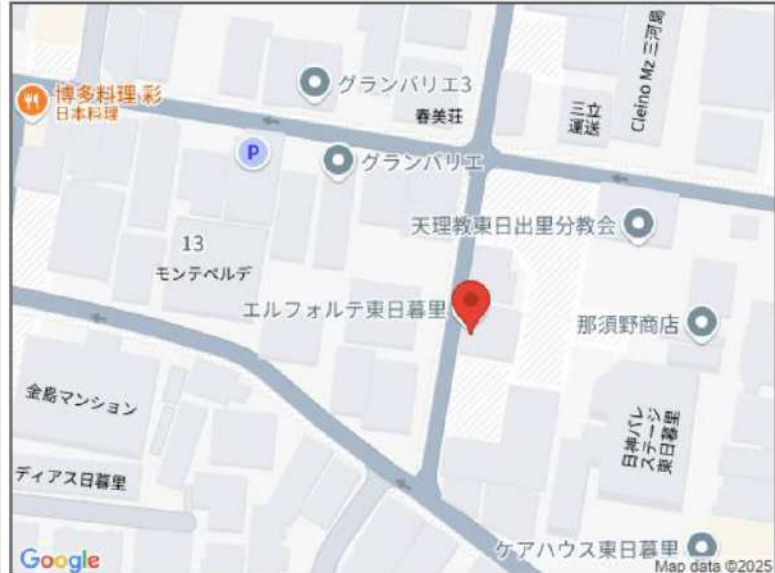 グランバリエ3
博多料理 彩
日本料理
春美荘
三立
運送
Cleino Mz 三河島
P
グランバリエ
13
モンテベルデ
天理教東日出里分教会
エルフォルテ東日暮里
那須野商店
金島マンション
日神パレ
ステージ
東日暮里
ディアス日暮里
ケアハウス東日暮里
Google
Map data ©2025